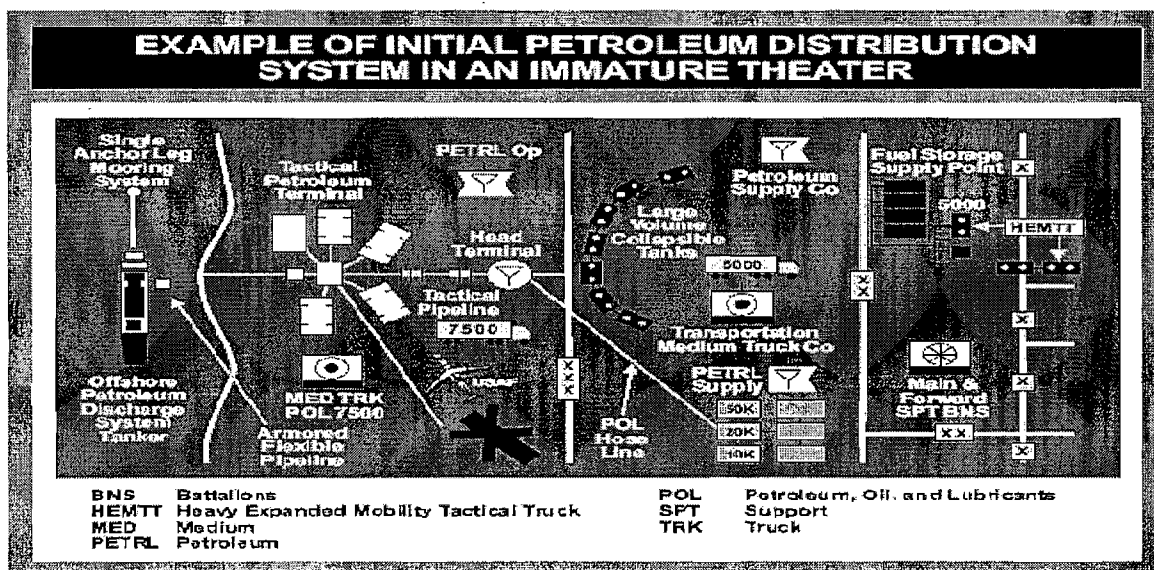 EXAMPLE OF INITIAL PETROLEUM DISTRIBUTION
SYSTEM IN AN IMMATURE THEATER
Single
Anchor Leg
Mooring
System
Tactical
Petroleum
Terminal
PETRL Op
Petroleum
Supply Co
Fuel Storage
Supply Point
5000
HEMTT
Large
Volume
Collapsible
Tanks
Head
Terminal
Tactical
Pipeline
7500
5000
Transportation
Medium Truck Co
USAF
MED TRK
POL 7500
Offshore
Petroleum
Discharge
System
Tanker
Armored
Flexible
Pipeline
XXX
POL
Hose
Line
PETRL
Supply
50K
20K
10K
XX
Main &
Forward
SPT BNS
XX
X
X
X
X
BNS Battalions
HEMTT Heavy Expanded Mobility Tactical Truck
MED Medium
PETRL Petroleum
POL Petroleum, Oil, and Lubricants
SPT Support
TRK Truck